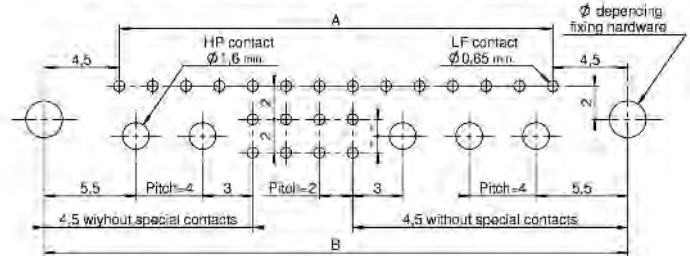 A
Ø depending
fixing hardware
HP contact
Ø1,6 min.
LF contact
Ø0,65 min.
4,5
4,5
2
2
2
5,5
Pitch=4
3
Pitch=2
3
Pitch=4
5,5
4,5 wiyhout special contacts
4,5 without special contacts
B